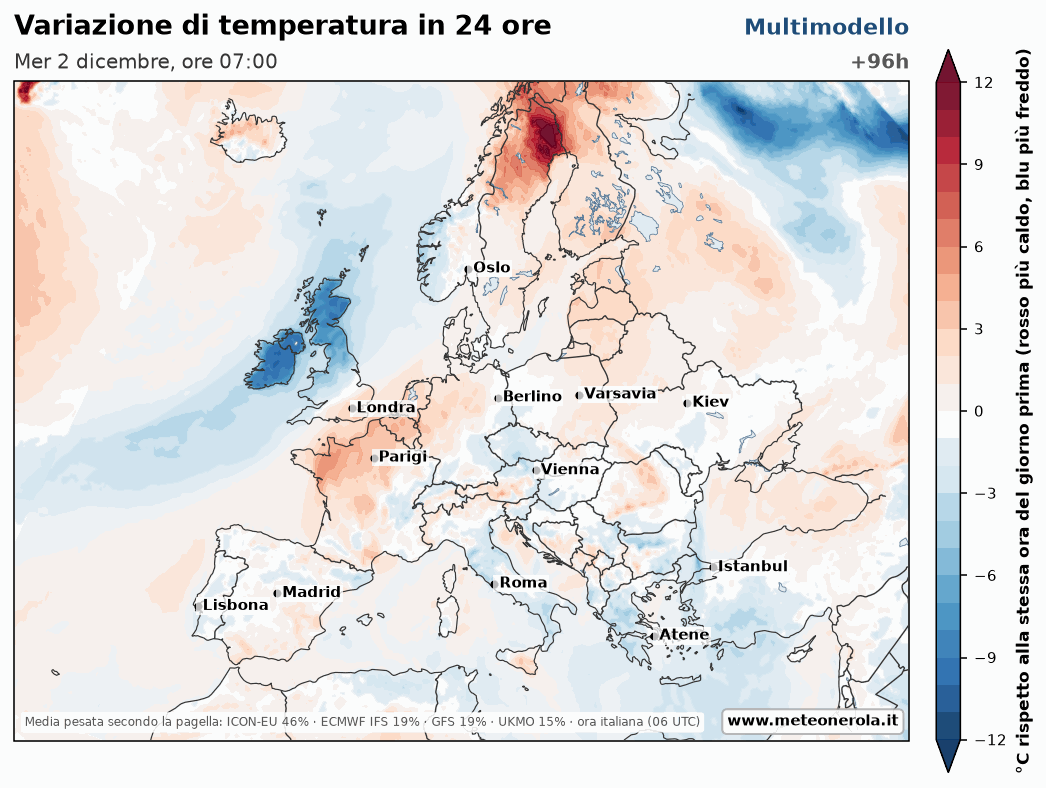 Variazione di temperatura in 24 ore
Multimodello
Mer 2 dicembre, ore 07:00
+96h
Oslo
Londra
Berlino
Varsavia
Kiev
Parigi
Vienna
Istanbul
Roma
Madrid
Lisbona
Atene
Media pesata secondo la pagella: ICON-EU 46% · ECMWF IFS 19% · GFS 19% · UKMO 15% · ora italiana (06 UTC)
www.meteonerola.it
12
9
6
3
0
−3
−6
−9
−12
°C rispetto alla stessa ora del giorno prima (rosso più caldo, blu più freddo)